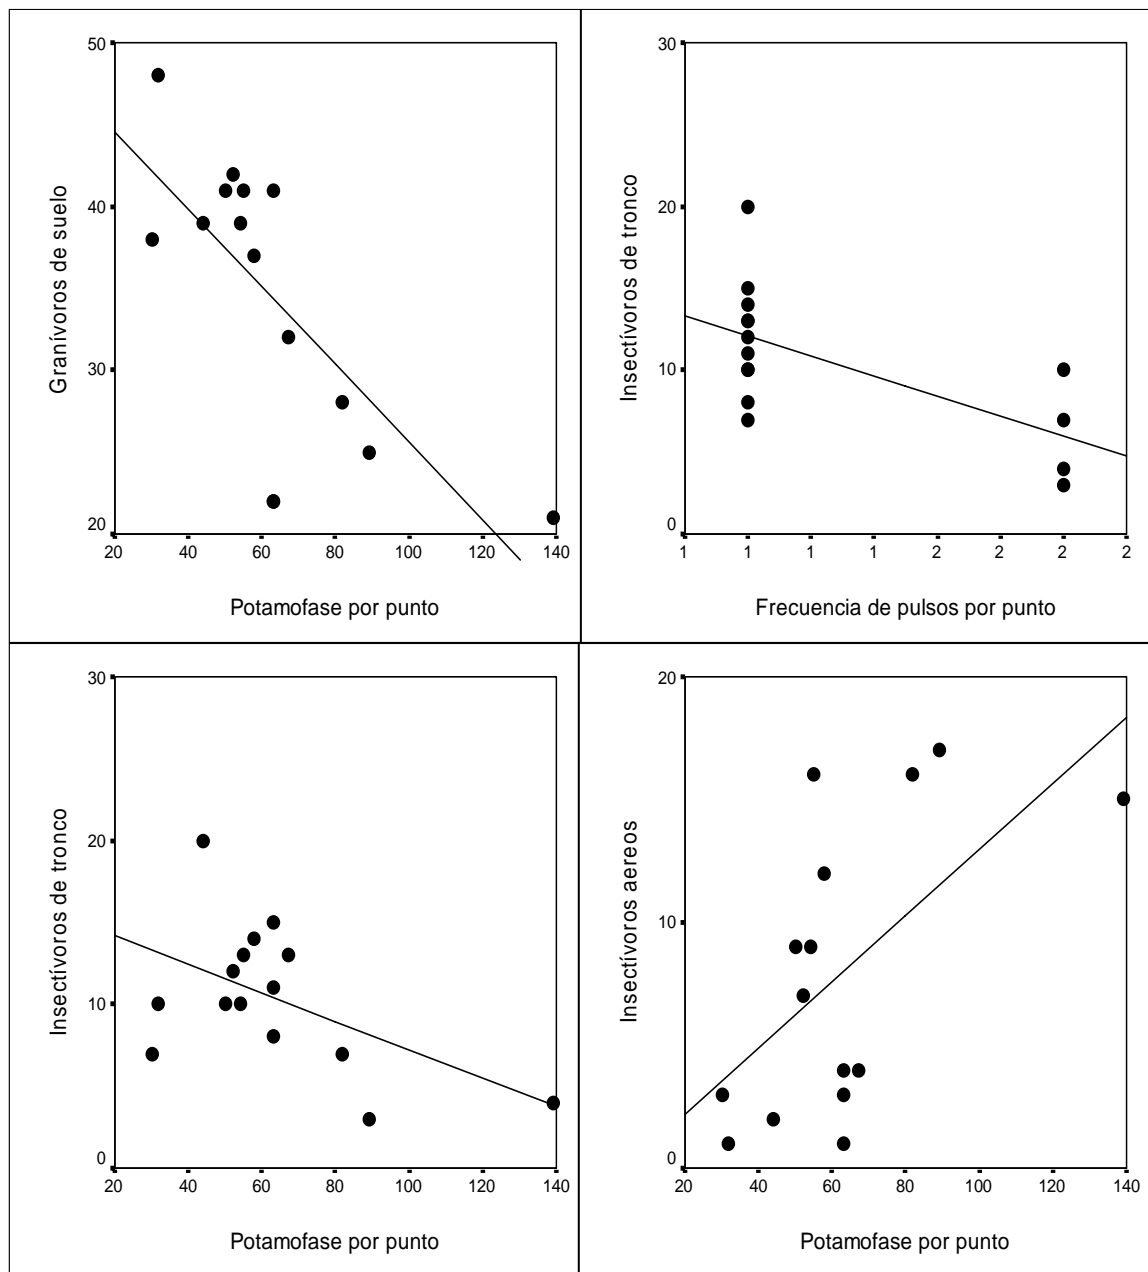 50
40
30
20
20 40 60 80 100 120 140
Granívoros de suelo
Potamofase por punto
30
20
10
0
1 1 1 1 2 2 2 2
Insectívoros de tronco
Frecuencia de pulsos por punto
30
20
10
0
20 40 60 80 100 120 140
Insectívoros de tronco
Potamofase por punto
20
10
0
20 40 60 80 100 120 140
Insectívoros aereos
Potamofase por punto